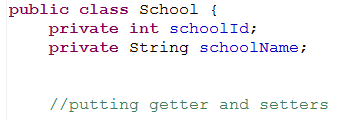 public class School {
    private int schoolId;
    private String schoolName;
    //putting getter and setters